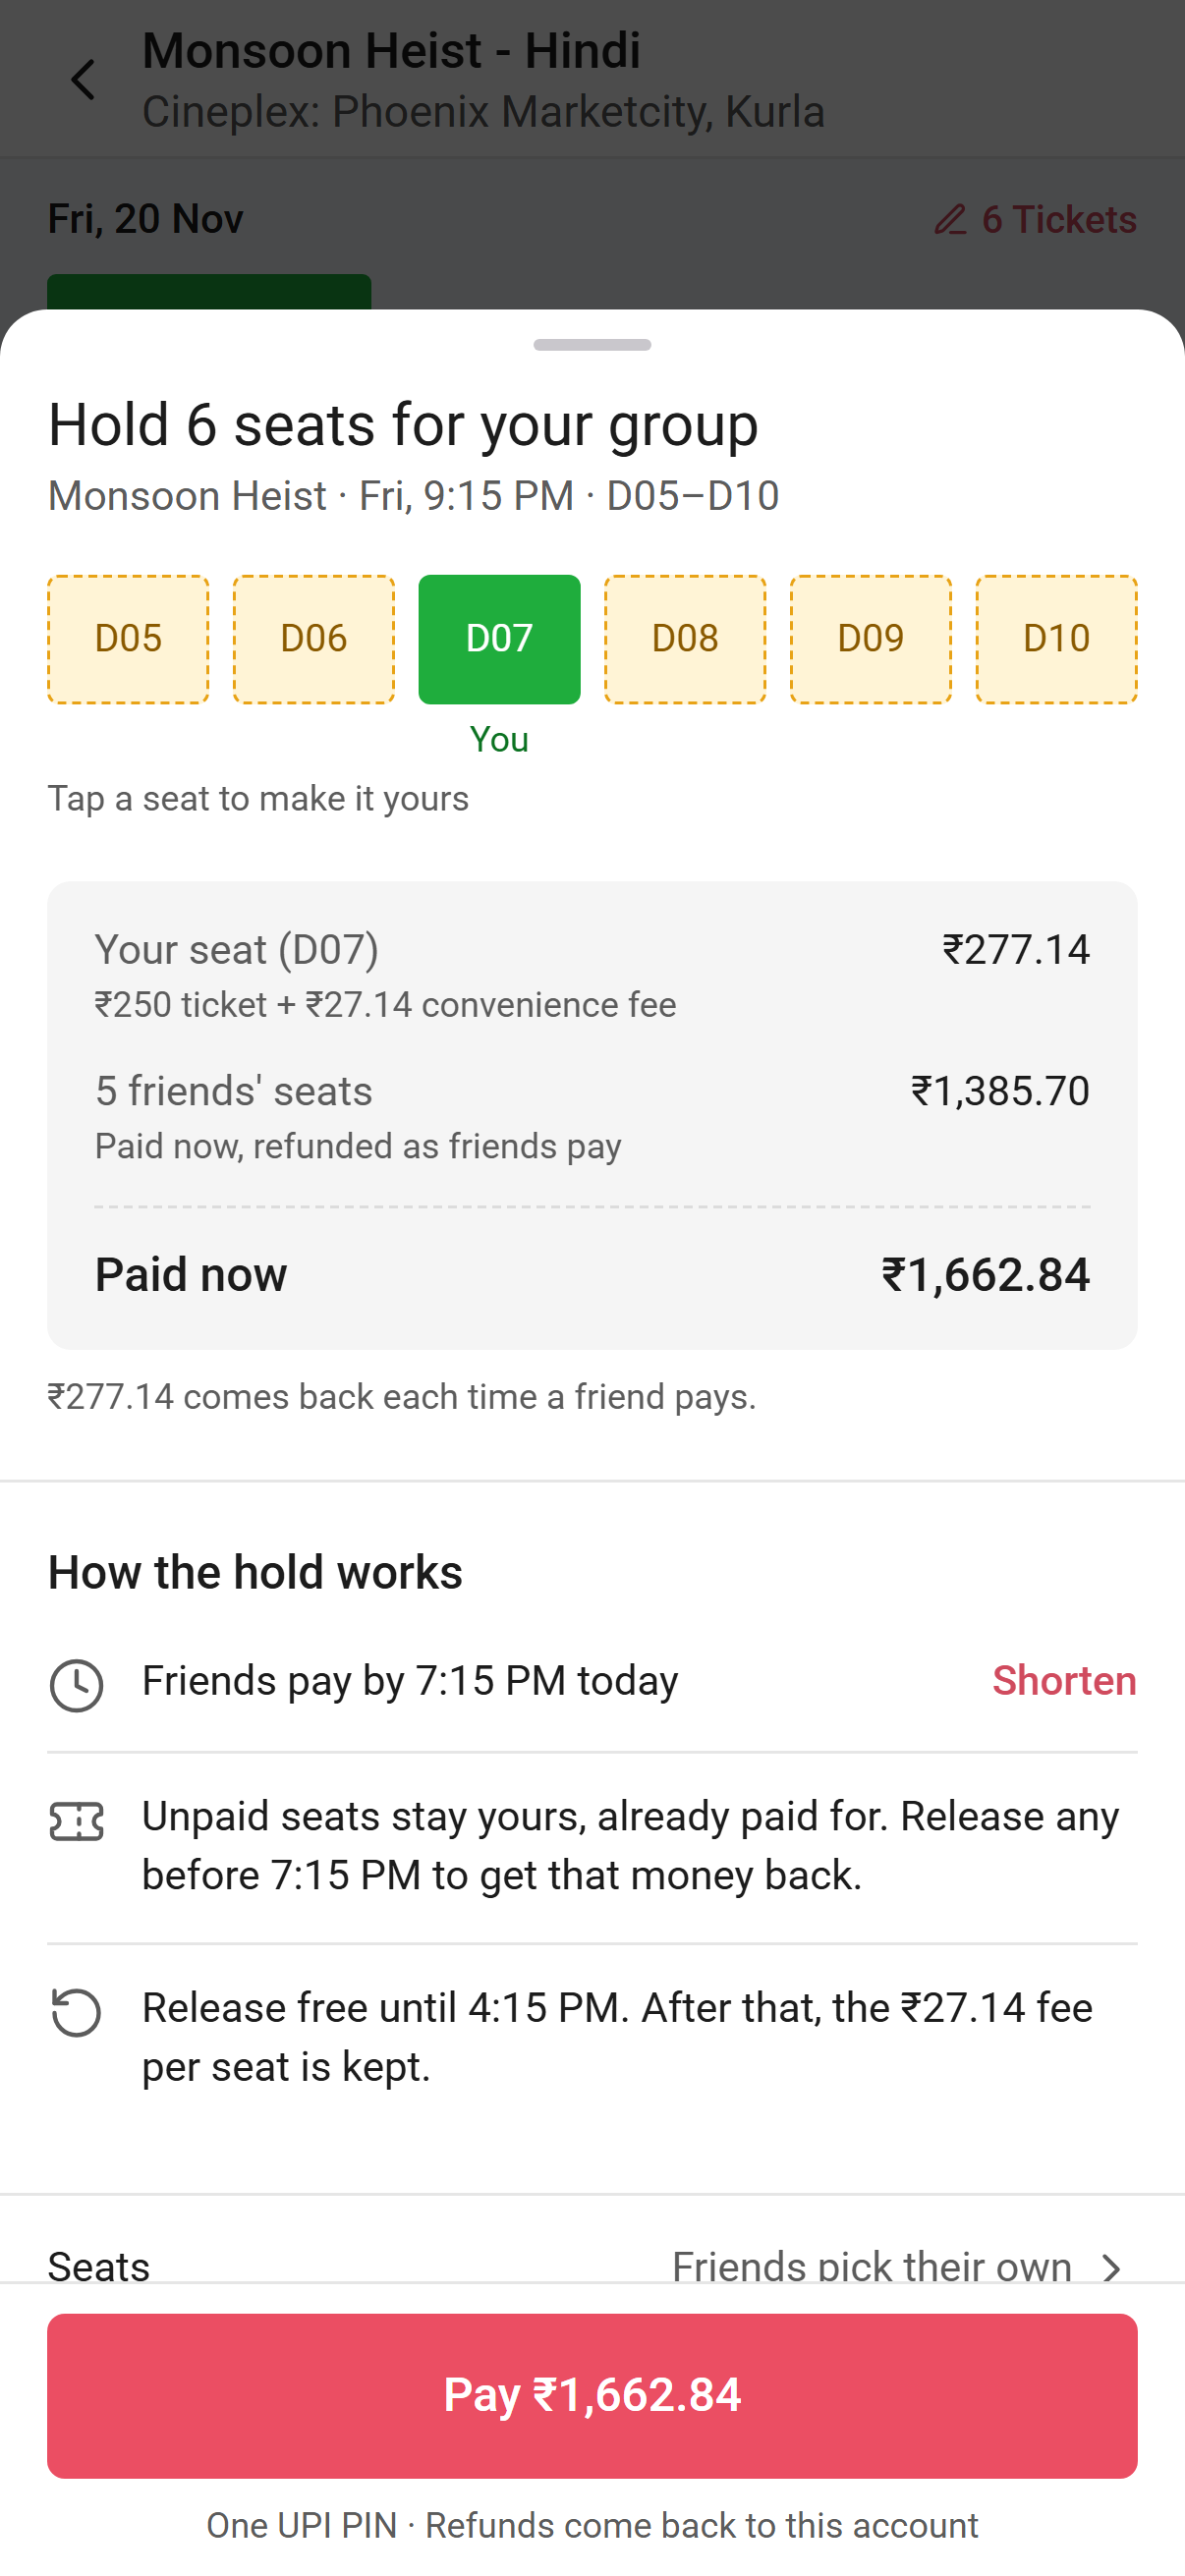 Monsoon Heist - Hindi
Cineplex: Phoenix Marketcity, Kurla
Fri, 20 Nov
6 Tickets
Hold 6 seats for your group
Monsoon Heist · Fri, 9:15 PM · D05–D10
D05 D06 D07 D08 D09 D10
You
Tap a seat to make it yours
Your seat (D07) ₹277.14
₹250 ticket + ₹27.14 convenience fee
5 friends' seats ₹1,385.70
Paid now, refunded as friends pay
Paid now ₹1,662.84
₹277.14 comes back each time a friend pays.
How the hold works
Friends pay by 7:15 PM today Shorten
Unpaid seats stay yours, already paid for. Release any
before 7:15 PM to get that money back.
Release free until 4:15 PM. After that, the ₹27.14 fee
per seat is kept.
Seats Friends pick their own
Pay ₹1,662.84
One UPI PIN · Refunds come back to this account